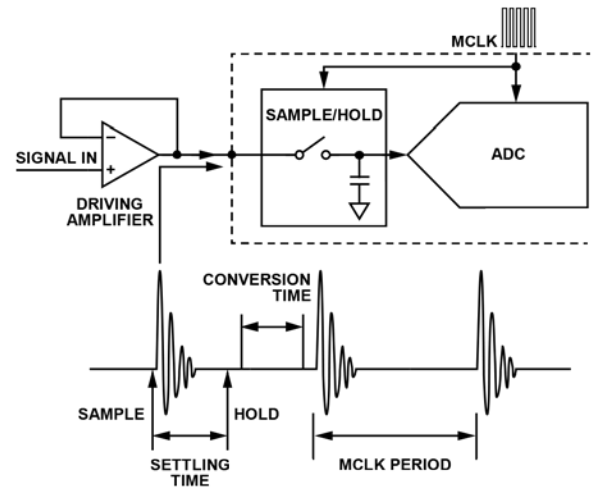 MCLK
SAMPLE/HOLD
ADC
−
SIGNAL IN
+
DRIVING
AMPLIFIER
CONVERSION
TIME
SAMPLE
HOLD
SETTLING
TIME
MCLK PERIOD